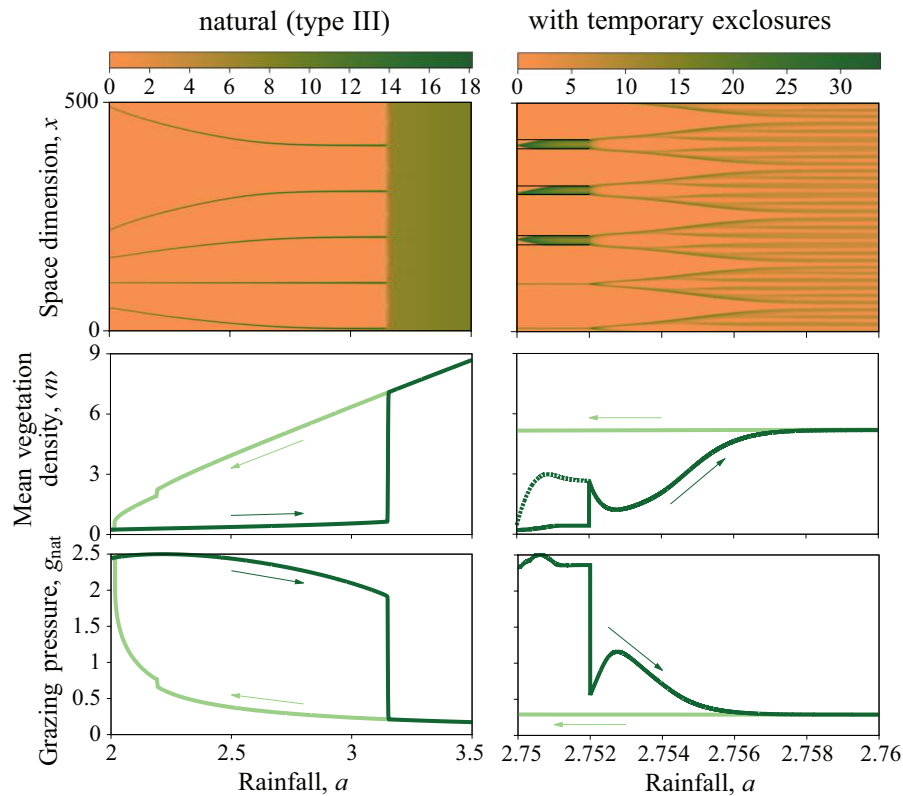 natural (type III)
with temporary exclosures
0 2 4 6 8 10 12 14 16 18
0 5 10 15 20 25 30
Space dimension, x
500
0
Mean vegetation
density, ⟨n⟩
9
6
3
0
Grazing pressure, gnat
2.5
2
1.5
1
0.5
0
2 2.5 3 3.5
2.75 2.752 2.754 2.756 2.758 2.76
Rainfall, a
Rainfall, a